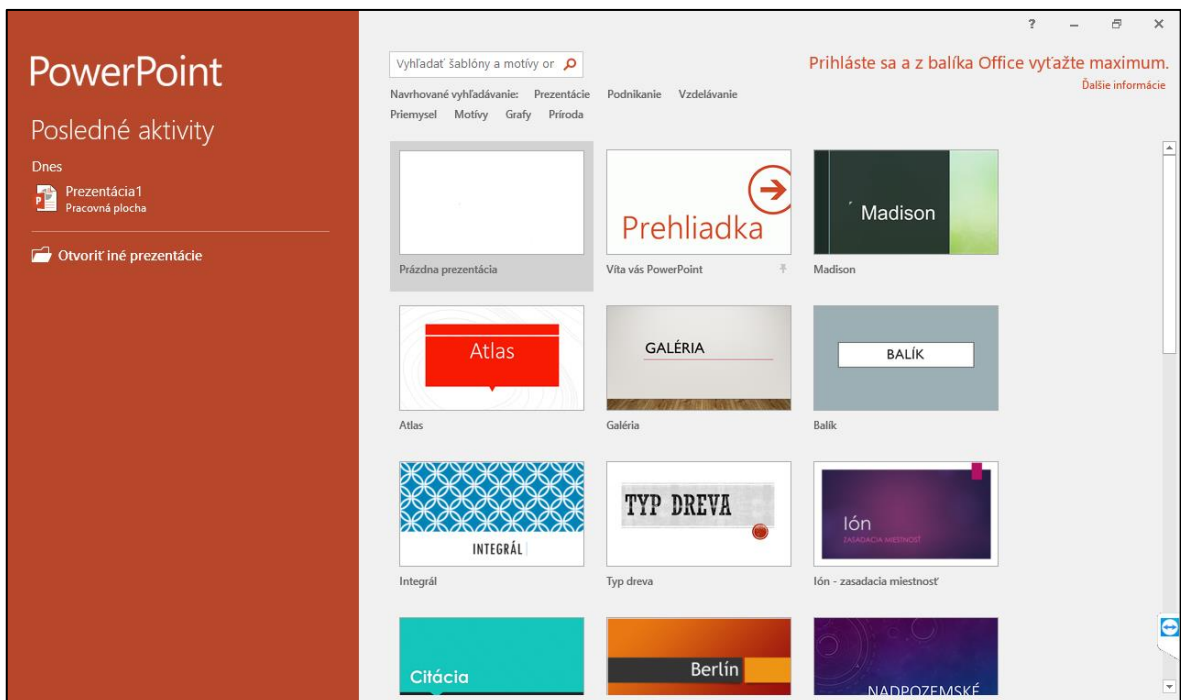 PowerPoint
Posledné aktivity
Dnes
Prezentácia1
Pracovná plocha
Otvoriť iné prezentácie
?
Vyhľadať šablóny a motívy or
Prihláste sa a z balíka Office vyťažte maximum.
Ďalšie informácie
Navrhované vyhľadávanie: Prezentácie Podnikanie Vzdelávanie
Priemysel Motívy Grafy Príroda
Prehliadka
Madison
Prázdna prezentácia
Víta vás PowerPoint
Madison
Atlas
GALÉRIA
BALÍK
Atlas
Galéria
Balík
INTEGRÁL
TYP DREVA
Ión
ZASADACIA MIESTNOSŤ
Integrál
Typ dreva
Ión - zasadacia miestnosť
Citácia
Berlín
NADPOZEMSKÉ